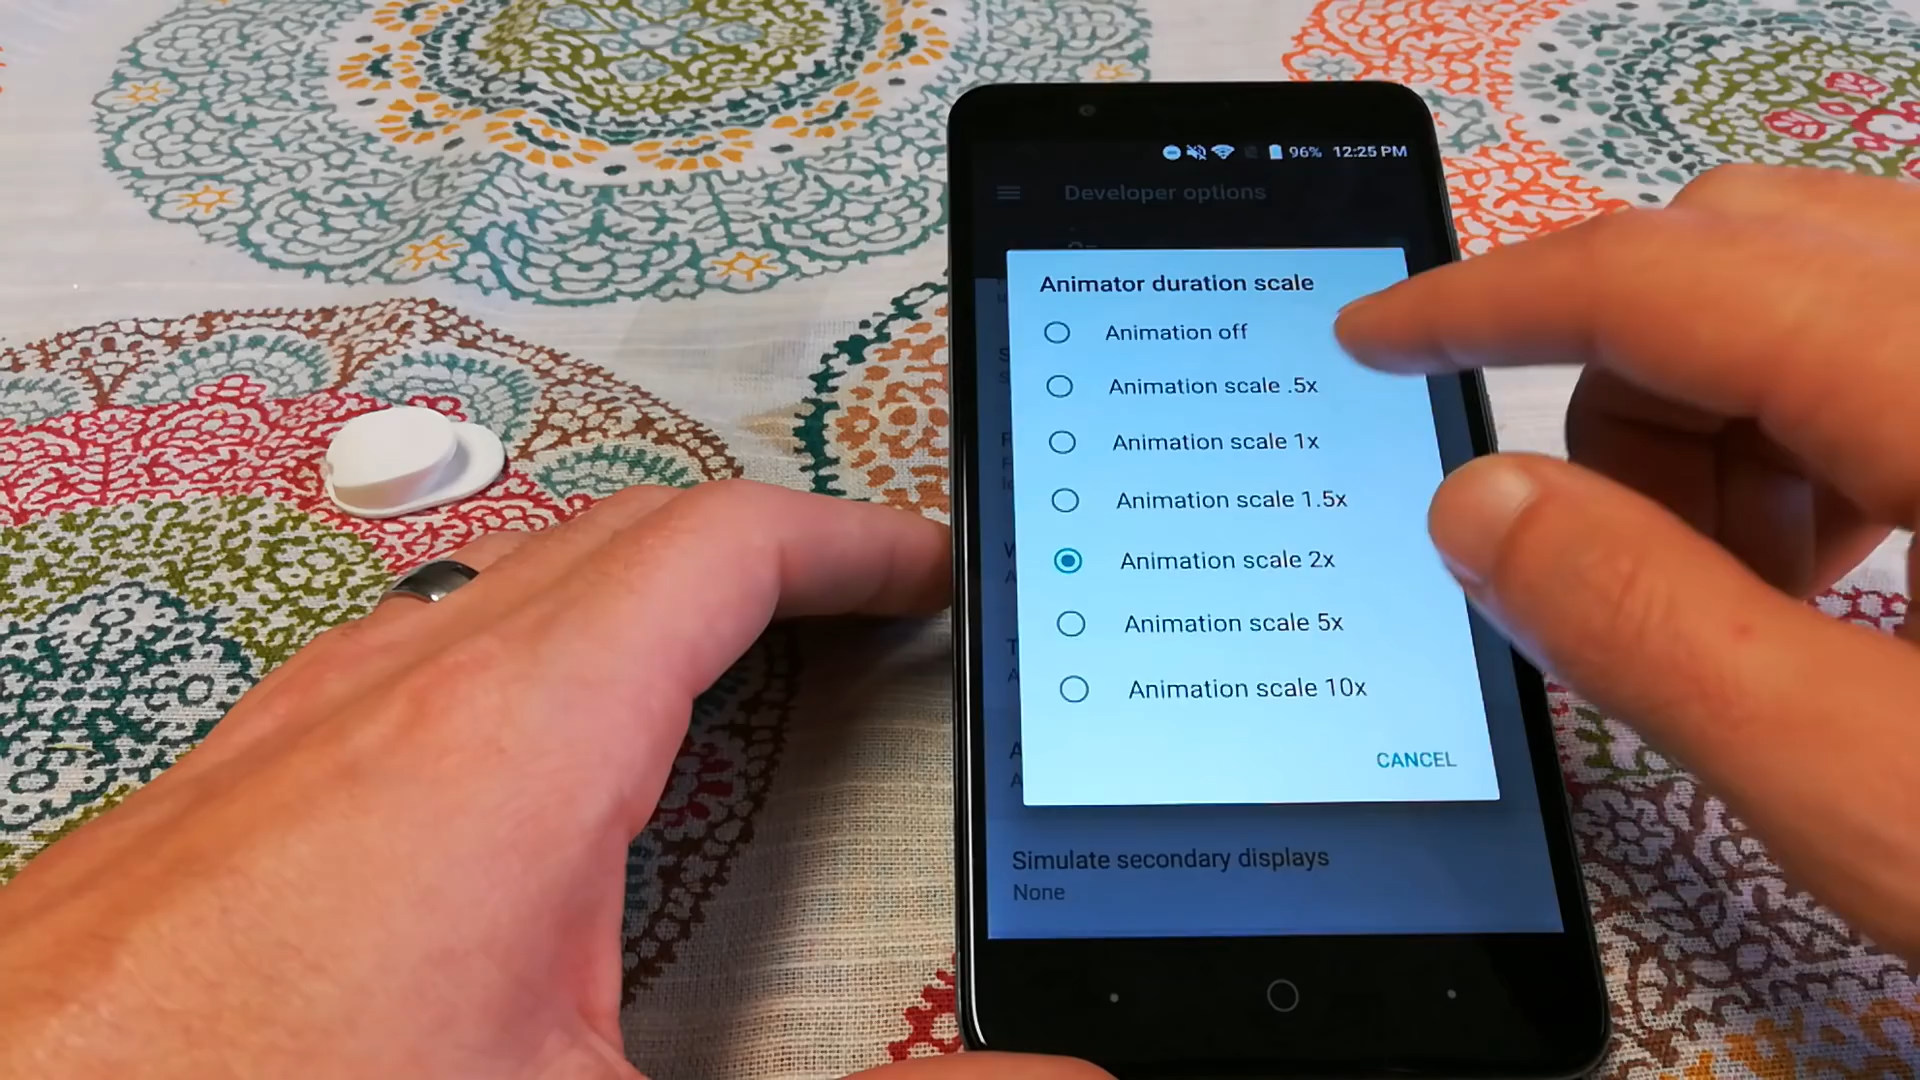 96% 12:25 PM
Developer options
Animator duration scale
Animation off
Animation scale .5x
Animation scale 1x
Animation scale 1.5x
Animation scale 2x
Animation scale 5x
Animation scale 10x
CANCEL
Simulate secondary displays
None